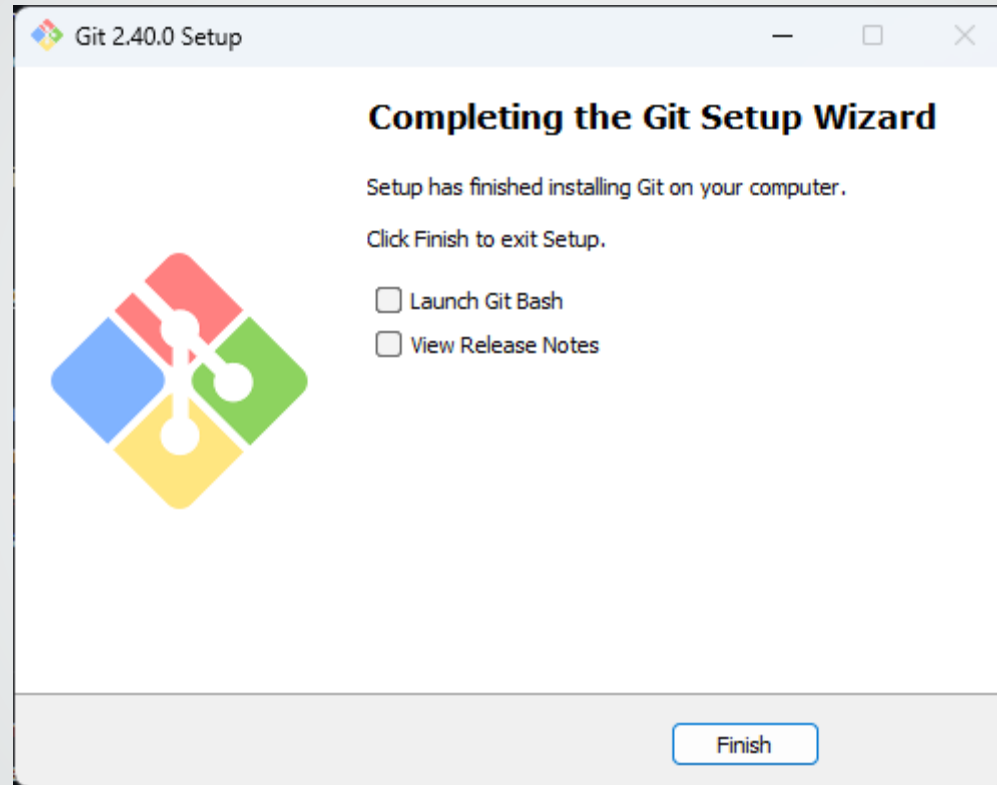 Git 2.40.0 Setup
Completing the Git Setup Wizard
Setup has finished installing Git on your computer.
Click Finish to exit Setup.
Launch Git Bash
View Release Notes
Finish